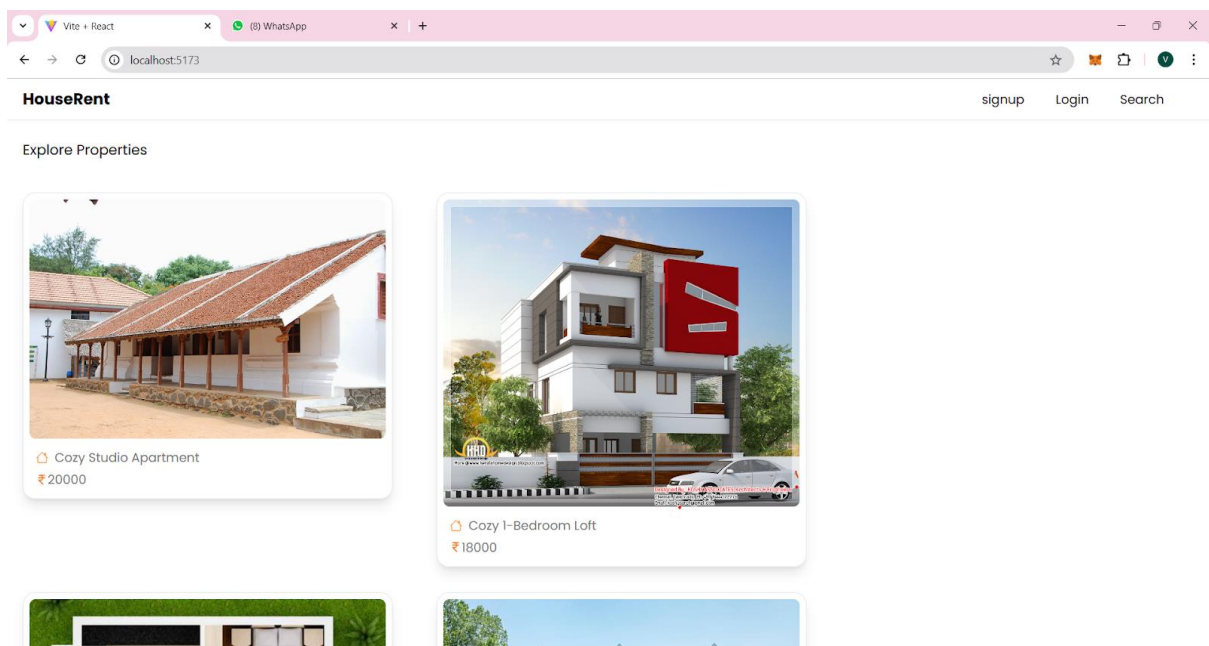 Vite + React
(8) WhatsApp
localhost:5173
V
HouseRent
signup Login Search
Explore Properties
Cozy Studio Apartment
₹ 20000
HHD
Cozy 1-Bedroom Loft
₹ 18000